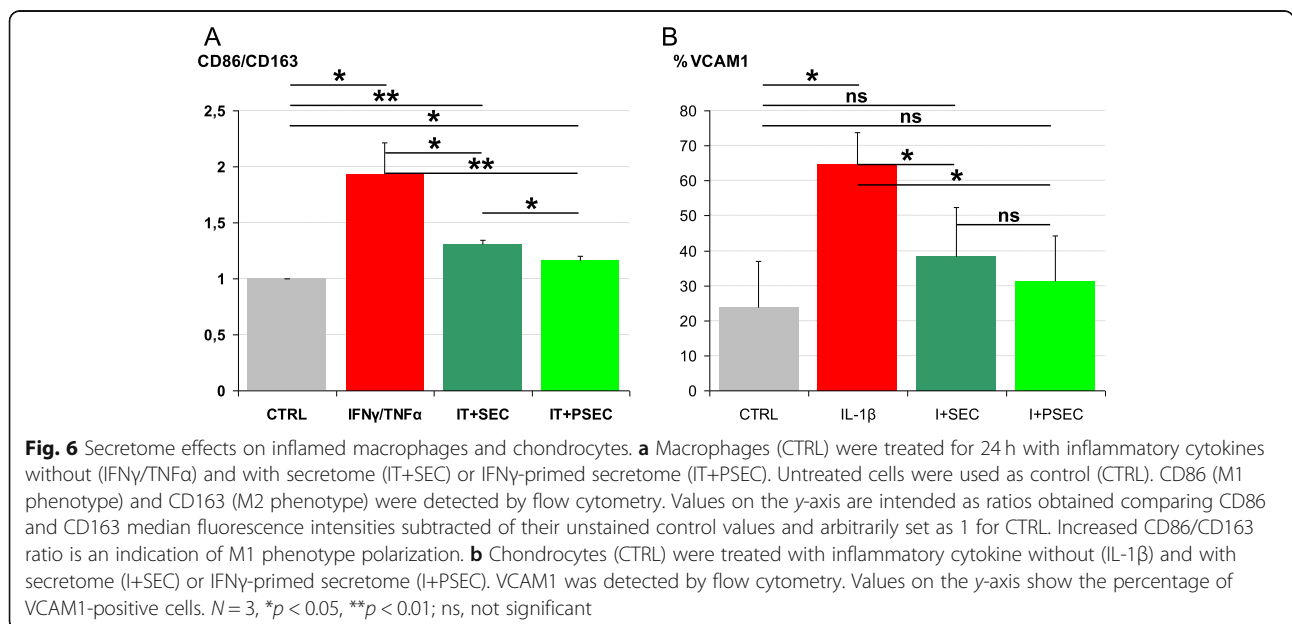 A
CD86/CD163
*
**
*
*
**
*
2,5
2
1,5
1
0,5
0
CTRL IFNγ/TNFα IT+SEC IT+PSEC
B
% VCAM1
*
ns
ns
*
*
ns
80
70
60
50
40
30
20
10
0
CTRL IL-1β I+SEC I+PSEC
Fig. 6 Secretome effects on inflamed macrophages and chondrocytes. a Macrophages (CTRL) were treated for 24 h with inflammatory cytokines
without (IFNγ/TNFα) and with secretome (IT+SEC) or IFNγ-primed secretome (IT+PSEC). Untreated cells were used as control (CTRL). CD86 (M1
phenotype) and CD163 (M2 phenotype) were detected by flow cytometry. Values on the y-axis are intended as ratios obtained comparing CD86
and CD163 median fluorescence intensities subtracted of their unstained control values and arbitrarily set as 1 for CTRL. Increased CD86/CD163
ratio is an indication of M1 phenotype polarization. b Chondrocytes (CTRL) were treated with inflammatory cytokine without (IL-1β) and with
secretome (I+SEC) or IFNγ-primed secretome (I+PSEC). VCAM1 was detected by flow cytometry. Values on the y-axis show the percentage of
VCAM1-positive cells. N = 3, *p < 0.05, **p < 0.01; ns, not significant